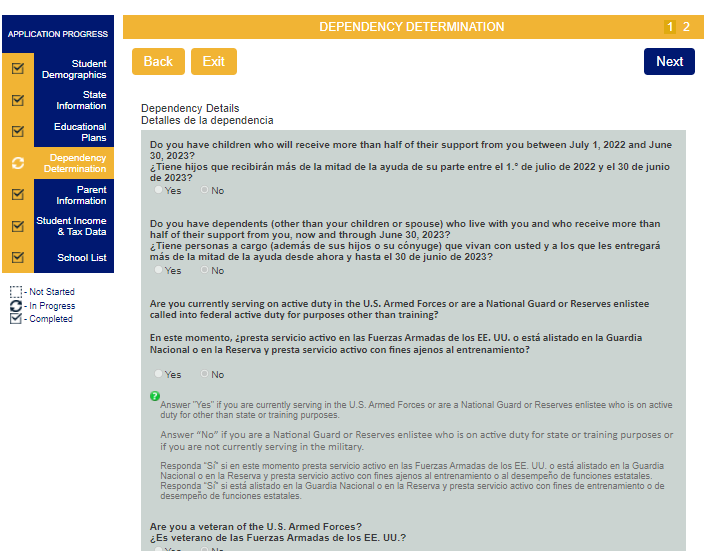 APPLICATION PROGRESS
Student
Demographics
State
Information
Educational
Plans
Dependency
Determination
Parent
Information
Student Income
& Tax Data
School List
- Not Started
- In Progress
- Completed
DEPENDENCY DETERMINATION
1 2
Back
Exit
Next
Dependency Details
Detalles de la dependencia
Do you have children who will receive more than half of their support from you between July 1, 2022 and June
30, 2023?
¿Tiene hijos que recibirán más de la mitad de la ayuda de su parte entre el 1.° de julio de 2022 y el 30 de junio
de 2023?
Yes No
Do you have dependents (other than your children or spouse) who live with you and who receive more than
half of their support from you, now and through June 30, 2023?
¿Tiene personas a cargo (además de sus hijos o su cónyuge) que vivan con usted y a los que les entregará
más de la mitad de la ayuda desde ahora y hasta el 30 de junio de 2023?
Yes No
Are you currently serving on active duty in the U.S. Armed Forces or are a National Guard or Reserves enlistee
called into federal active duty for purposes other than training?
En este momento, ¿presta servicio activo en las Fuerzas Armadas de los EE. UU. o está alistado en la Guardia
Nacional o en la Reserva y presta servicio activo con fines ajenos al entrenamiento?
Yes No
?
Answer "Yes" if you are currently serving in the U.S. Armed Forces or are a National Guard or Reserves enlistee who is on active
duty for other than state or training purposes.
Answer “No” if you are a National Guard or Reserves enlistee who is on active duty for state or training purposes or
if you are not currently serving in the military.
Responda "Sí" si en este momento presta servicio activo en las Fuerzas Armadas de los EE. UU. o está alistado en la Guardia
Nacional o en la Reserva y presta servicio activo con fines ajenos al entrenamiento o al desempeño de funciones estatales.
Responda "Sí" si está alistado en la Guardia Nacional o en la Reserva y presta servicio activo con fines de entrenamiento o de
desempeño de funciones estatales.
Are you a veteran of the U.S. Armed Forces?
¿Es veterano de las Fuerzas Armadas de los EE. UU.?
Yes No